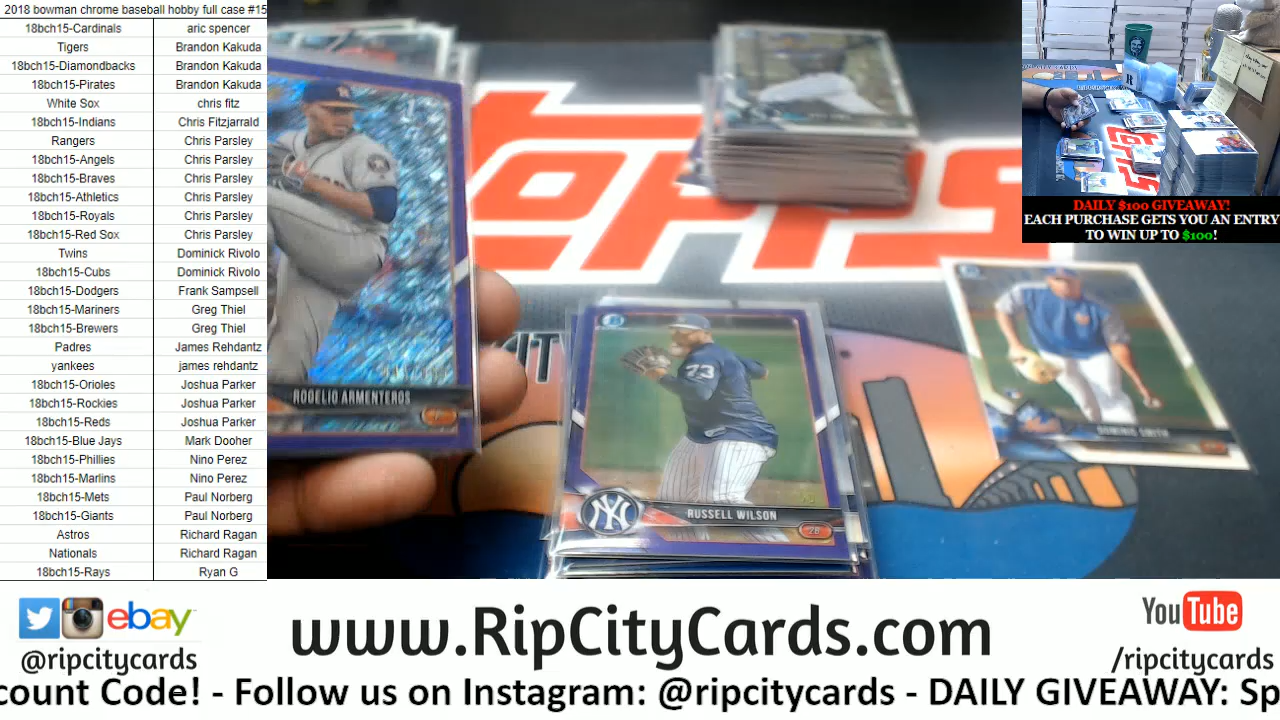 2018 bowman chrome baseball hobby full case #15
18bch15-Cardinals aric spencer
Tigers Brandon Kakuda
18bch15-Diamondbacks Brandon Kakuda
18bch15-Pirates Brandon Kakuda
White Sox chris fitz
18bch15-Indians Chris Fitzjarrald
Rangers Chris Parsley
18bch15-Angels Chris Parsley
18bch15-Braves Chris Parsley
18bch15-Athletics Chris Parsley
18bch15-Royals Chris Parsley
18bch15-Red Sox Chris Parsley
Twins Dominick Rivolo
18bch15-Cubs Dominick Rivolo
18bch15-Dodgers Frank Sampsell
18bch15-Mariners Greg Thiel
18bch15-Brewers Greg Thiel
Padres James Rehdantz
yankees james rehdantz
18bch15-Orioles Joshua Parker
18bch15-Rockies Joshua Parker
18bch15-Reds Joshua Parker
18bch15-Blue Jays Mark Dooher
18bch15-Phillies Nino Perez
18bch15-Marlins Nino Perez
18bch15-Mets Paul Norberg
18bch15-Giants Paul Norberg
Astros Richard Ragan
Nationals Richard Ragan
18bch15-Rays Ryan G
ROGELIO ARMENTEROS
73
NY
RUSSELL WILSON
2B
DOMINIC SMITH
DAILY $100 GIVEAWAY!
EACH PURCHASE GETS YOU AN ENTRY
TO WIN UP TO $100!
ebay
@ripcitycards
www.RipCityCards.com
YouTube
/ripcitycards
count Code! - Follow us on Instagram: @ripcitycards - DAILY GIVEAWAY: Sp